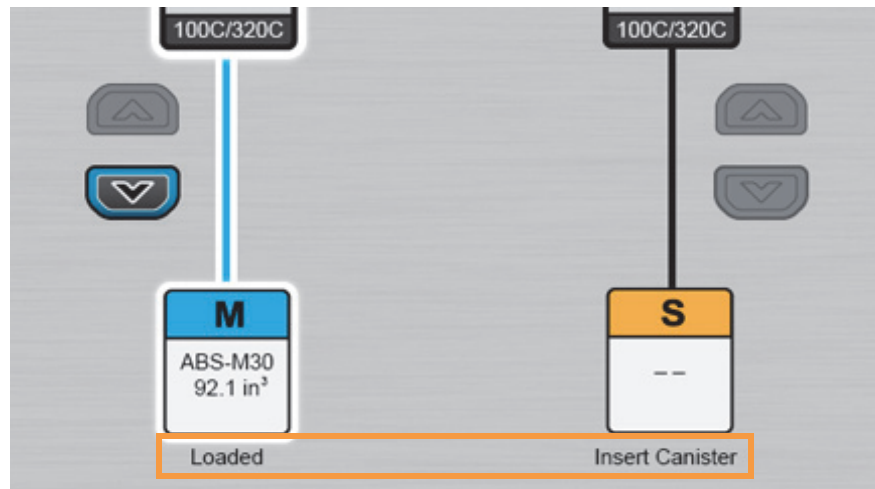 100C/320C
100C/320C
M
S
ABS-M30
92.1 in³
--
Loaded
Insert Canister